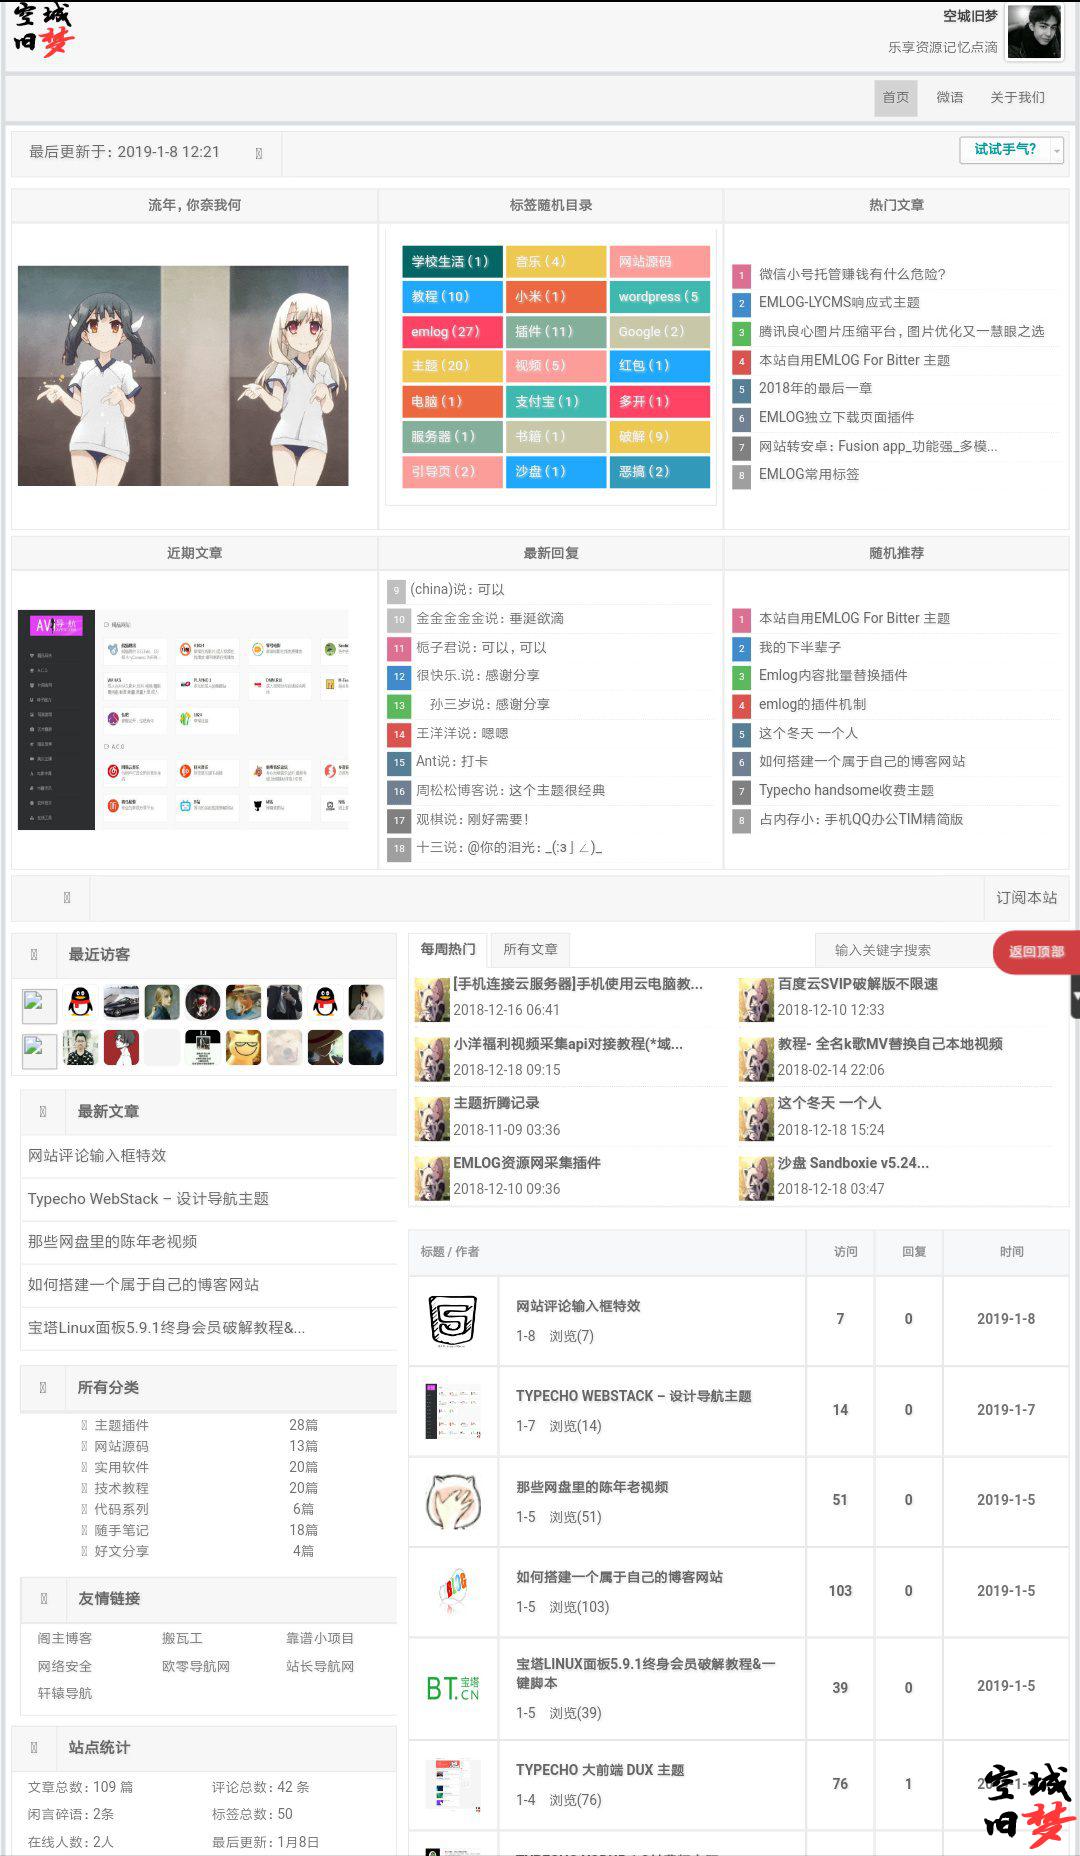 空城
旧梦
空城旧梦
乐享资源记忆点滴
首页 微语 关于我们
最后更新于: 2019-1-8 12:21
试试手气?
流年, 你奈我何
标签随机目录
学校生活 ( 1 ) 音乐 ( 4 ) 网站源码
教程 ( 10 ) 小米 ( 1 ) wordpress ( 5
emlog ( 27 ) 插件 ( 11 ) Google ( 2 )
主题 ( 20 ) 视频 ( 5 ) 红包 ( 1 )
电脑 ( 1 ) 支付宝 ( 1 ) 多开 ( 1 )
服务器 ( 1 ) 书籍 ( 1 ) 破解 ( 9 )
引导页 ( 2 ) 沙盘 ( 1 ) 恶搞 ( 2 )
热门文章
1 微信小号托管赚钱有什么危险?
2 EMLOG-LYCMS响应式主题
3 腾讯良心图片压缩平台, 图片优化又一慧眼之选
4 本站自用EMLOG For Bitter 主题
5 2018年的最后一章
6 EMLOG独立下载页面插件
7 网站转安卓: Fusion app_功能强_多模...
8 EMLOG常用标签
近期文章
最新回复
9 (china)说: 可以
10 金金金金金说: 垂涎欲滴
11 栀子君说: 可以, 可以
12 很快乐.说: 感谢分享
13 孙三岁说: 感谢分享
14 王洋洋说: 嗯嗯
15 Ant说: 打卡
16 周松松博客说: 这个主题很经典
17 观棋说: 刚好需要!
18 十三说: @你的泪光: _(:з」∠)_
随机推荐
1 本站自用EMLOG For Bitter 主题
2 我的下半辈子
3 Emlog内容批量替换插件
4 emlog的插件机制
5 这个冬天 一个人
6 如何搭建一个属于自己的博客网站
7 Typecho handsome收费主题
8 占内存小: 手机QQ办公TIM精简版
订阅本站
最近访客
最新文章
网站评论输入框特效
Typecho WebStack – 设计导航主题
那些网盘里的陈年老视频
如何搭建一个属于自己的博客网站
宝塔Linux面板5.9.1终身会员破解教程&...
所有分类
主题插件 28篇
网站源码 13篇
实用软件 20篇
技术教程 20篇
代码系列 6篇
随手笔记 18篇
好文分享 4篇
友情链接
阁主博客 搬瓦工 靠谱小项目
网络安全 欧零导航网 站长导航网
轩辕导航
站点统计
文章总数: 109 篇 评论总数: 42 条
闲言碎语: 2条 标签总数: 50
在线人数: 2人 最后更新: 1月8日
每周热门 所有文章 输入关键字搜索 返回顶部
[手机连接云服务器]手机使用云电脑教...
2018-12-16 06:41
百度云SVIP破解版不限速
2018-12-10 12:33
小洋福利视频采集api对接教程(*域...
2018-12-18 09:15
教程- 全名k歌MV替换自己本地视频
2018-02-14 22:06
主题折腾记录
2018-11-09 03:36
这个冬天 一个人
2018-12-18 15:24
EMLOG资源网采集插件
2018-12-10 09:36
沙盘 Sandboxie v5.24...
2018-12-18 03:47
标题 / 作者 访问 回复 时间
网站评论输入框特效
1-8 浏览(7)
7 0 2019-1-8
TYPECHO WEBSTACK – 设计导航主题
1-7 浏览(14)
14 0 2019-1-7
那些网盘里的陈年老视频
1-5 浏览(51)
51 0 2019-1-5
BLOG
如何搭建一个属于自己的博客网站
1-5 浏览(103)
103 0 2019-1-5
BT.宝塔
CN
宝塔LINUX面板5.9.1终身会员破解教程&一
键脚本
1-5 浏览(39)
39 0 2019-1-5
TYPECHO 大前端 DUX 主题
1-4 浏览(76)
76 1
空城
旧梦